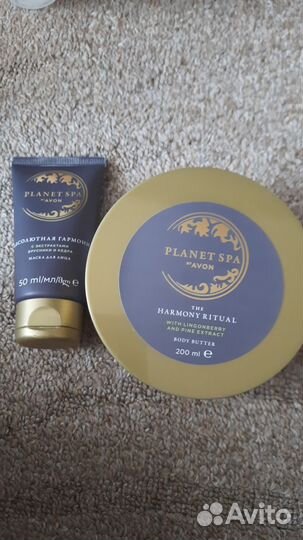 PLANET SPA
BY AVON
АБСОЛЮТНАЯ ГАРМОНИЯ
С ЭКСТРАКТАМИ
БРУСНИКИ И КЕДРА
МАСКА ДЛЯ ЛИЦА
50 ml/мл/
PLANET SPA
BY AVON
THE
HARMONY RITUAL
WITH LINGONBERRY
AND PINE EXTRACT
BODY BUTTER
200 ml e
Avito